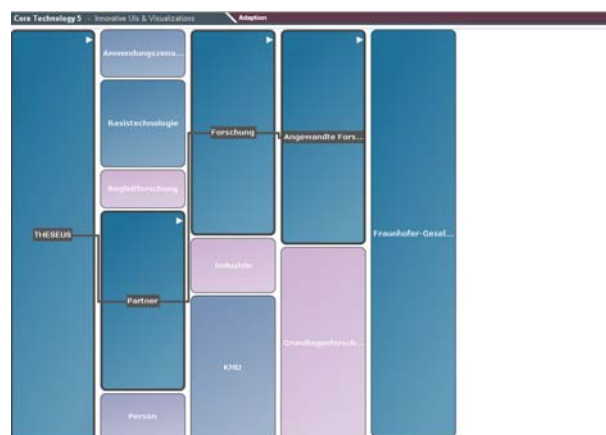 Core Technology 5 - Innovative UIs & Visualizations
Adaption
Anwendungszena...
Basistechnologie
Begleitforschung
THESEUS
Partner
Person
Forschung
Industrie
KMU
Angewandte Fors...
Grundlagenforsch...
Fraunhofer-Gesel...